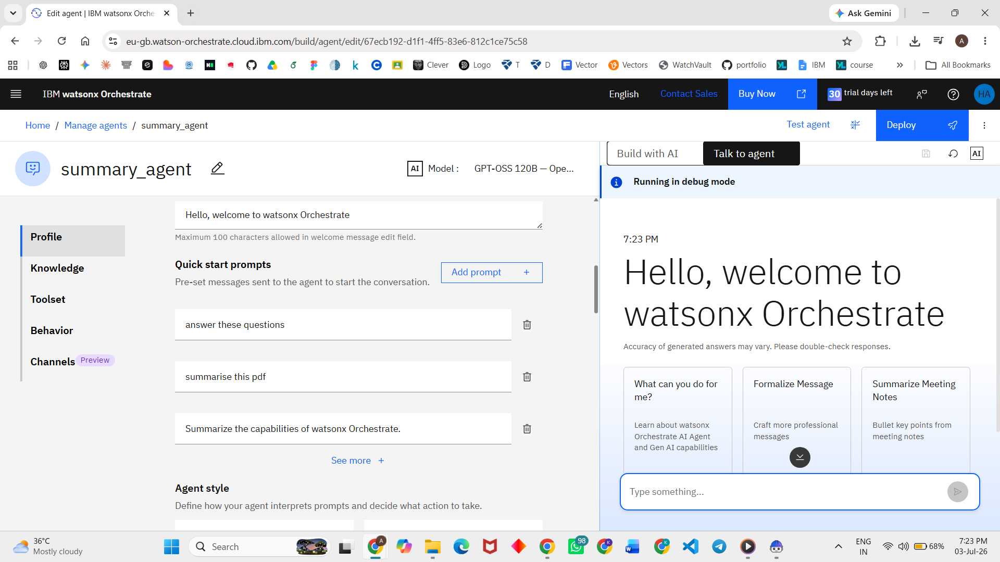 Edit agent | IBM watsonx Orche
Ask Gemini
eu-gb.watson-orchestrate.cloud.ibm.com/build/agent/edit/67ecb192-d1f1-4ff5-83e6-812c1ce75c58
A
Clever
Logo
T
D
Vector
Vectors
WatchVault
portfolio
IBM
course
All Bookmarks
IBM watsonx Orchestrate
English
Contact Sales
Buy Now
30 trial days left
HA
Home / Manage agents / summary_agent
Test agent
Deploy
summary_agent
AI Model :
GPT-OSS 120B — Ope...
Build with AI
Talk to agent
AI
Running in debug mode
Profile
Knowledge
Toolset
Behavior
Channels Preview
Hello, welcome to watsonx Orchestrate
Maximum 100 characters allowed in welcome message edit field.
Quick start prompts
Pre-set messages sent to the agent to start the conversation.
Add prompt +
answer these questions
summarise this pdf
Summarize the capabilities of watsonx Orchestrate.
See more +
Agent style
Define how your agent interprets prompts and decide what action to take.
7:23 PM
Hello, welcome to
watsonx Orchestrate
Accuracy of generated answers may vary. Please double-check responses.
What can you do for
me?
Learn about watsonx
Orchestrate AI Agent
and Gen AI capabilities
Formalize Message
Craft more professional
messages
Summarize Meeting
Notes
Bullet key points from
meeting notes
Type something...
36°C
Mostly cloudy
Search
A
98
K
K
ENG
IN
68%
7:23 PM
03-Jul-26